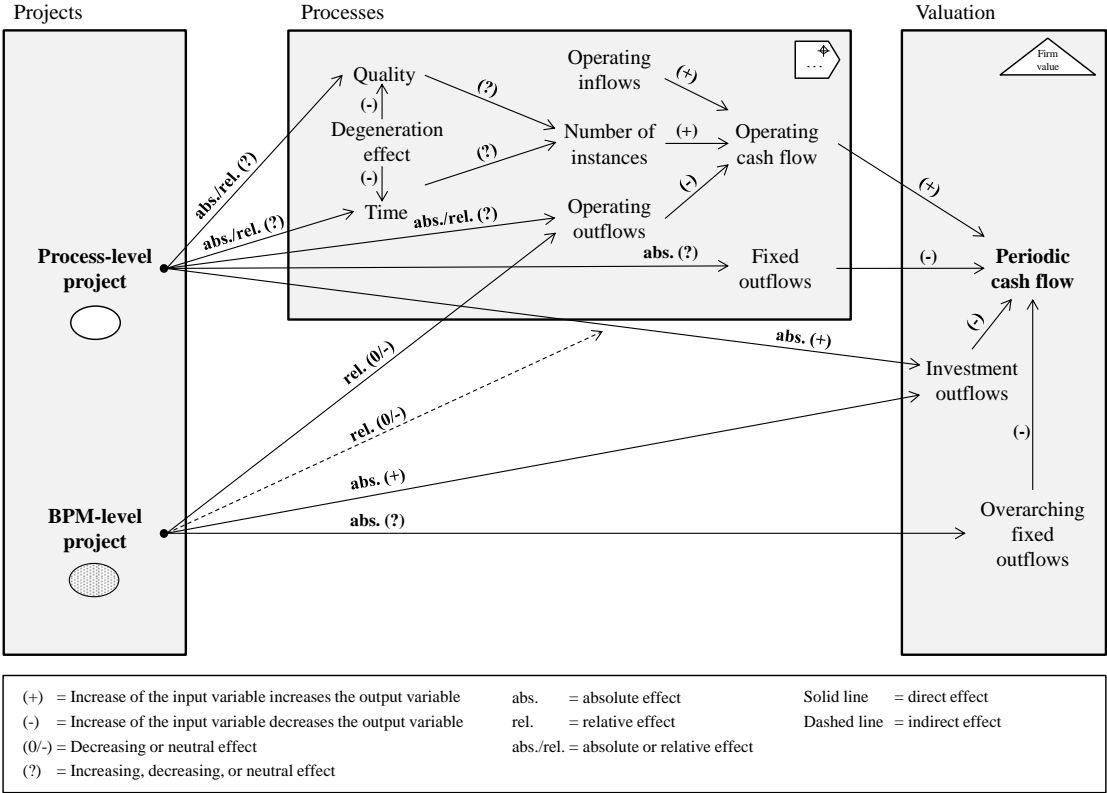 Projects
Processes
Valuation
Quality
(-)
Degeneration
effect
(-)
Time
(?)
(?)
Operating
inflows
(+)
Number of
instances
(+)
Operating
cash flow
(-)
Operating
outflows
Fixed
outflows
...
Firm
value
(+)
(-)
Periodic
cash flow
(-)
Investment
outflows
(-)
Overarching
fixed
outflows
Process-level
project
abs./rel. (?)
abs./rel. (?)
abs./rel. (?)
abs. (?)
abs. (+)
BPM-level
project
rel. (0/-)
rel. (0/-)
abs. (+)
abs. (?)
(+) = Increase of the input variable increases the output variable
(-) = Increase of the input variable decreases the output variable
(0/-) = Decreasing or neutral effect
(?) = Increasing, decreasing, or neutral effect
abs. = absolute effect
rel. = relative effect
abs./rel. = absolute or relative effect
Solid line = direct effect
Dashed line = indirect effect